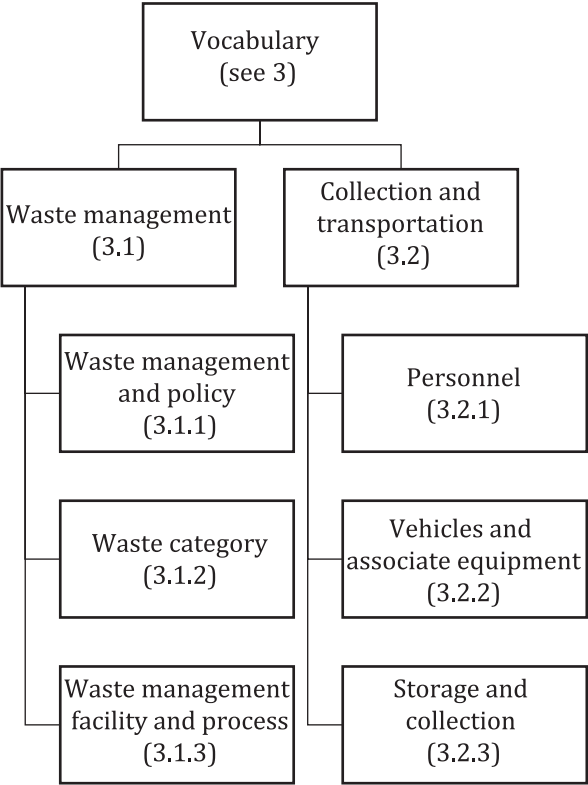 Vocabulary
(see 3)
Waste management
(3.1)
Collection and
transportation
(3.2)
Waste management
and policy
(3.1.1)
Personnel
(3.2.1)
Waste category
(3.1.2)
Vehicles and
associate equipment
(3.2.2)
Waste management
facility and process
(3.1.3)
Storage and
collection
(3.2.3)